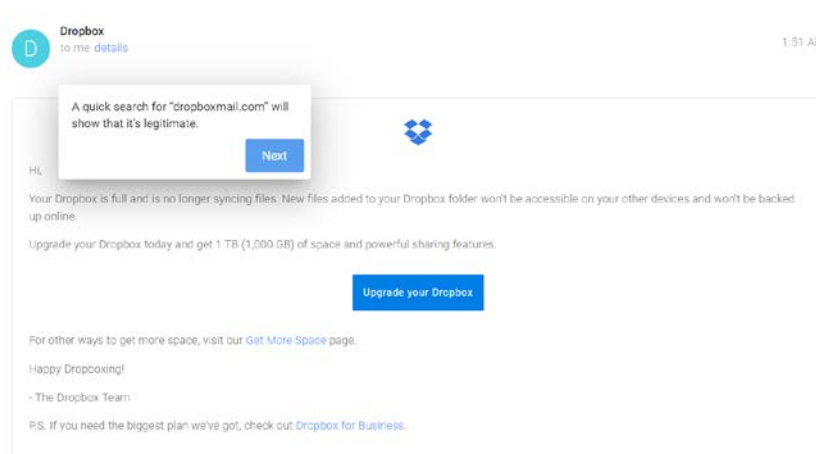 D
Dropbox
to me details
1:51 A
A quick search for "dropboxmail.com" will
show that it's legitimate.
Next
Hi,
Your Dropbox is full and is no longer syncing files. New files added to your Dropbox folder won't be accessible on your other devices and won't be backed
up online.
Upgrade your Dropbox today and get 1 TB (1,000 GB) of space and powerful sharing features.
Upgrade your Dropbox
For other ways to get more space, visit our Get More Space page.
Happy Dropboxing!
- The Dropbox Team
P.S. If you need the biggest plan we've got, check out Dropbox for Business.